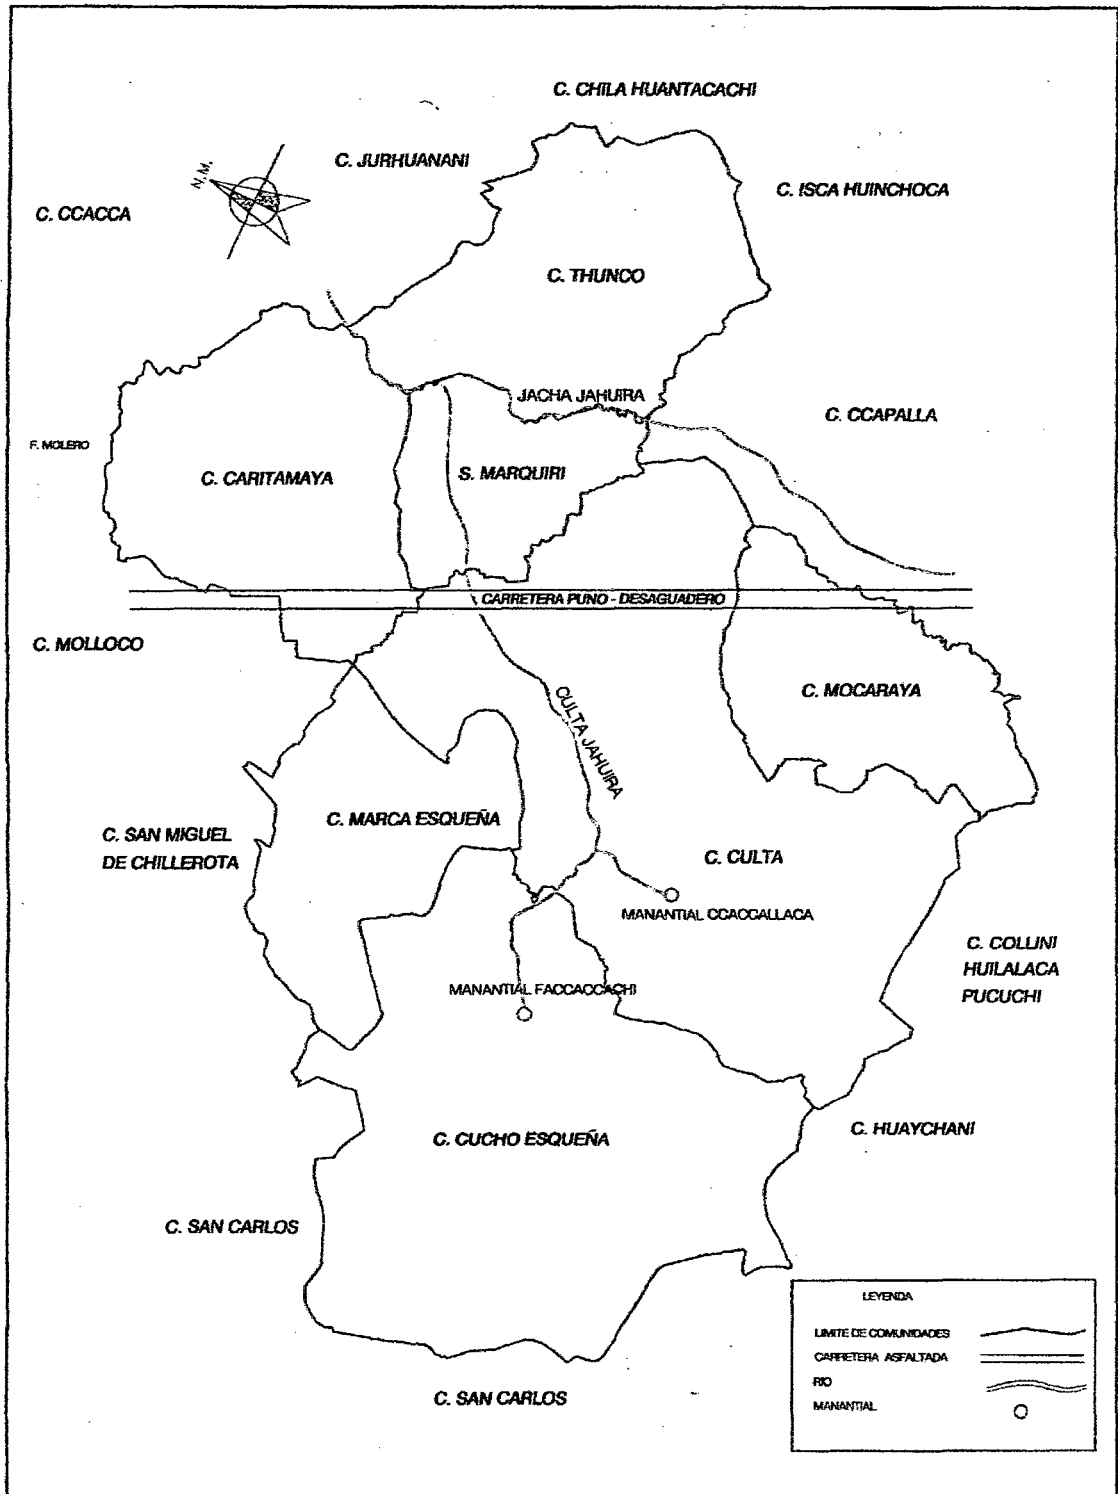 C. CHILA HUANTACACHI
C. JURHUANANI
N.M.
C. ISCA HUINCHOCA
C. CCACCA
C. THUNCO
JACHA JAHUIRA
C. CCAPALLA
F. MOLERO
C. CARITAMAYA
S. MARQUIRI
CARRETERA PUNO - DESAGUADERO
C. MOLLOCO
C. MOCARAYA
CULTA JAHUIRA
C. MARCA ESQUEÑA
C. SAN MIGUEL
DE CHILLEROTA
C. CULTA
MANANTIAL CCACCALLACA
C. COLLINI
HUILALACA
PUCUCHI
MANANTIAL FACCACCACHI
C. CUCHO ESQUEÑA
C. HUAYCHANI
C. SAN CARLOS
C. SAN CARLOS
LEYENDA
LIMITE DE COMUNIDADES
CARRETERA ASFALTADA
RIO
MANANTIAL